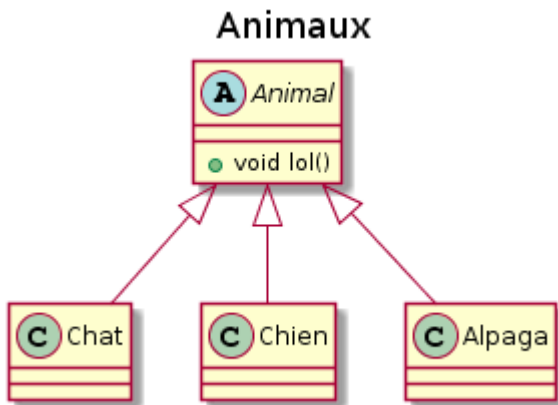 Animaux
A Animal
void lol()
C Chat
C Chien
C Alpaga